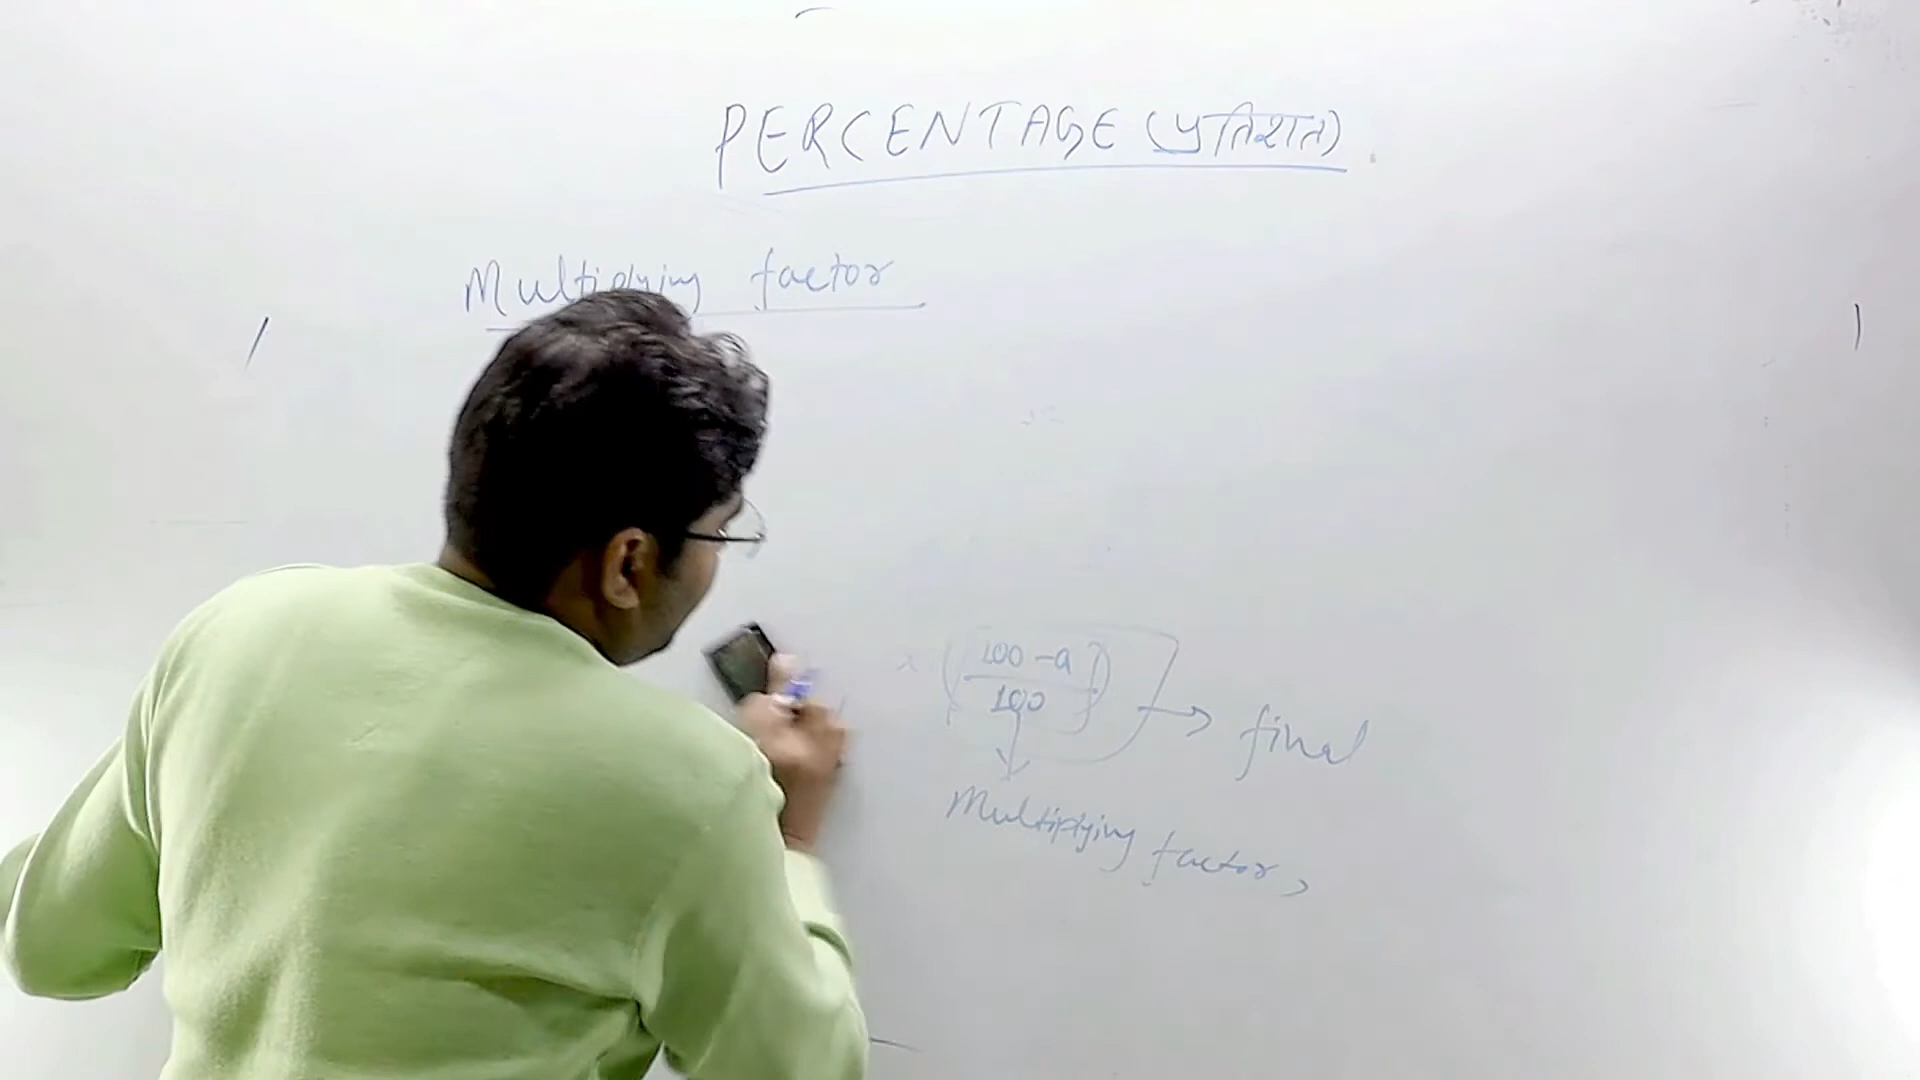 PERCENTAGE (प्रतिशत)
Multiplying factor
x (100 - a / 100) → final
Multiplying factor,